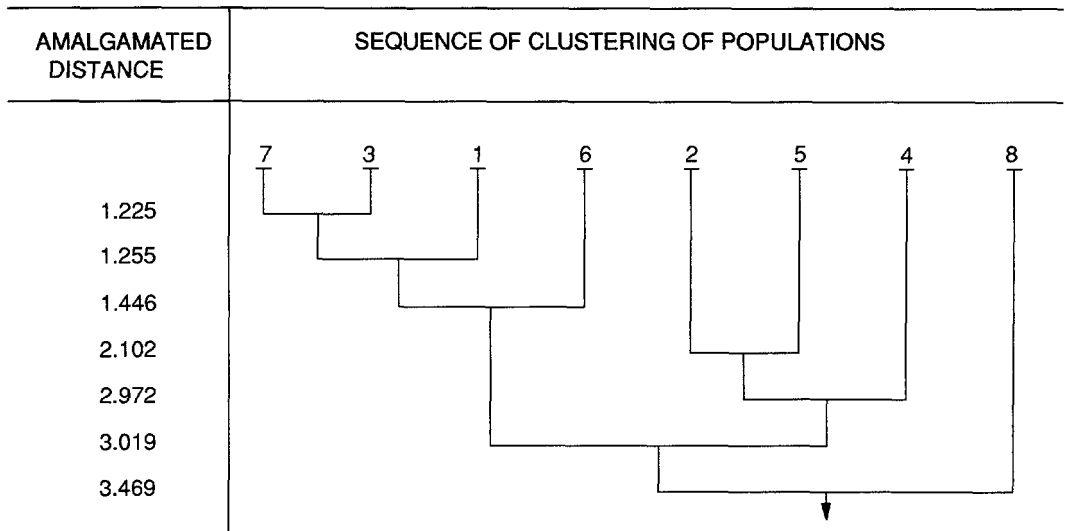 AMALGAMATED
DISTANCE
SEQUENCE OF CLUSTERING OF POPULATIONS
7 3 1 6 2 5 4 8
1.225
1.255
1.446
2.102
2.972
3.019
3.469